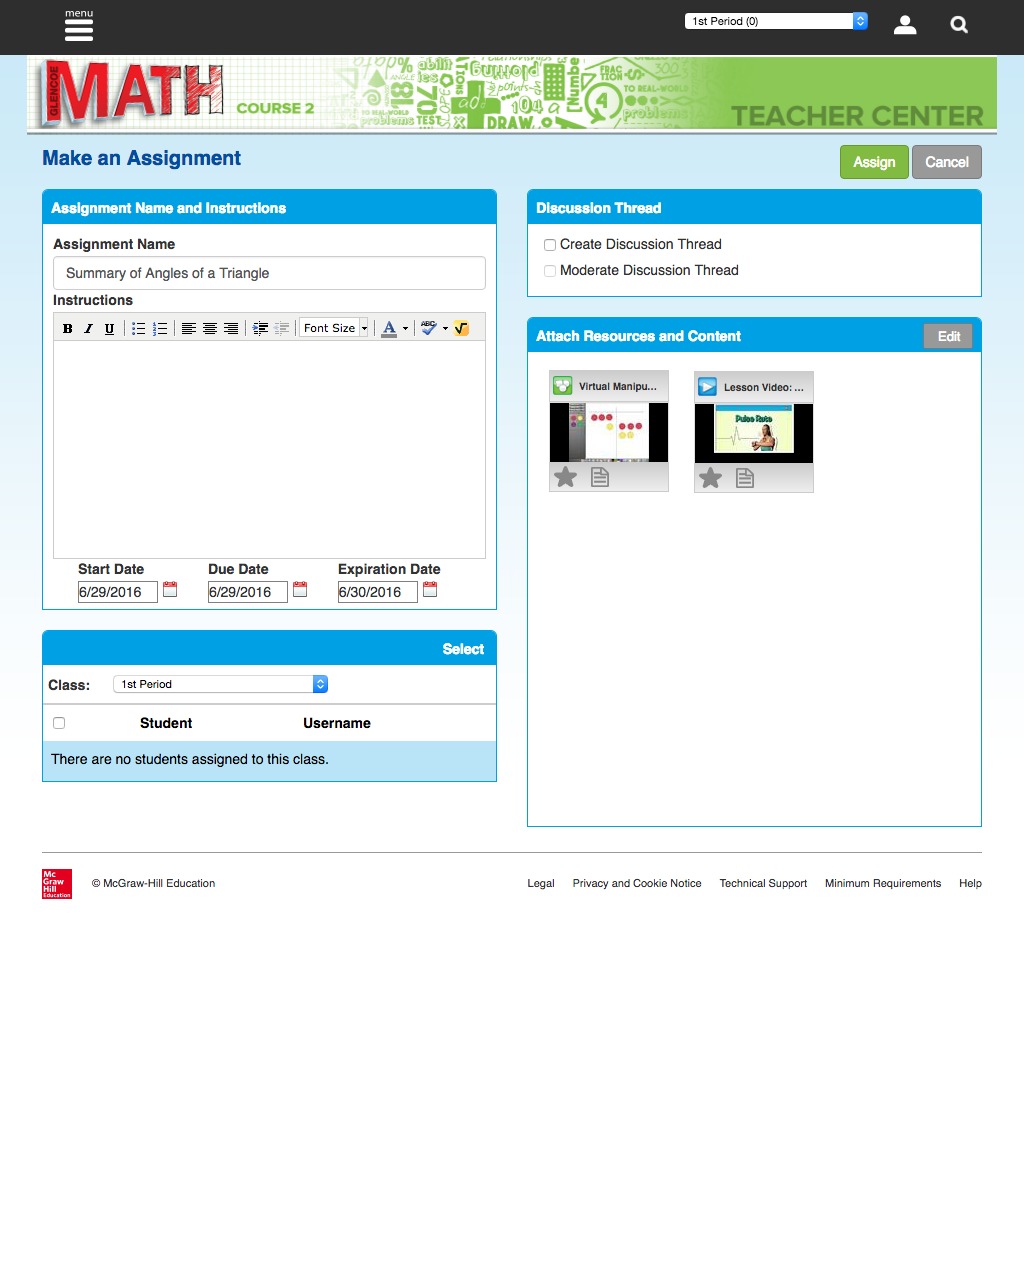 menu
1st Period (0)
GLENCOE
MATH
COURSE 2
TEACHER CENTER
Make an Assignment
Assign
Cancel
Assignment Name and Instructions
Assignment Name
Summary of Angles of a Triangle
Instructions
B I U
Font Size
A
ABC
Start Date
Due Date
Expiration Date
6/29/2016
6/29/2016
6/30/2016
Select
Class:
1st Period
Student
Username
There are no students assigned to this class.
Discussion Thread
Create Discussion Thread
Moderate Discussion Thread
Attach Resources and Content
Edit
Virtual Manipu...
Lesson Video: ...
Pulse Rate
Mc
Graw
Hill
Education
© McGraw-Hill Education
Legal
Privacy and Cookie Notice
Technical Support
Minimum Requirements
Help